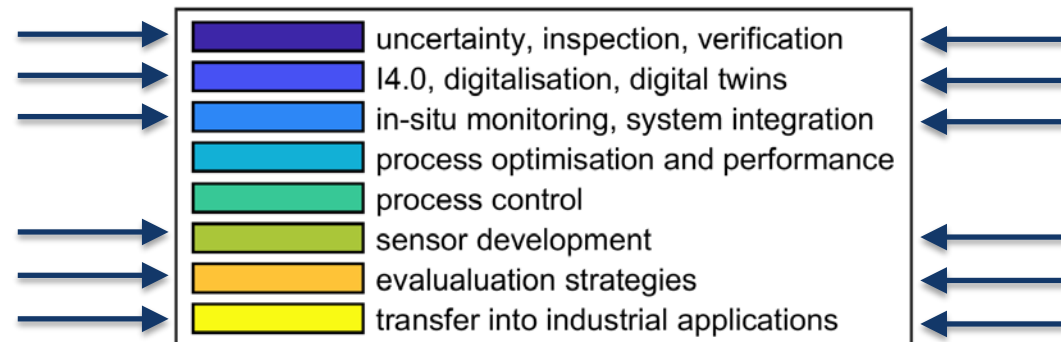 uncertainty, inspection, verification
I4.0, digitalisation, digital twins
in-situ monitoring, system integration
process optimisation and performance
process control
sensor development
evalualuation strategies
transfer into industrial applications